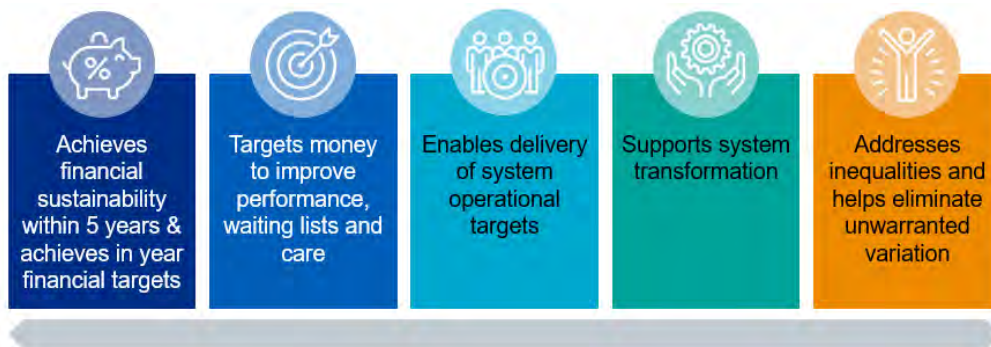 %
Achieves
financial
sustainability
within 5 years &
achieves in year
financial targets
Targets money
to improve
performance,
waiting lists and
care
Enables delivery
of system
operational
targets
Supports system
transformation
Addresses
inequalities and
helps eliminate
unwarranted
variation